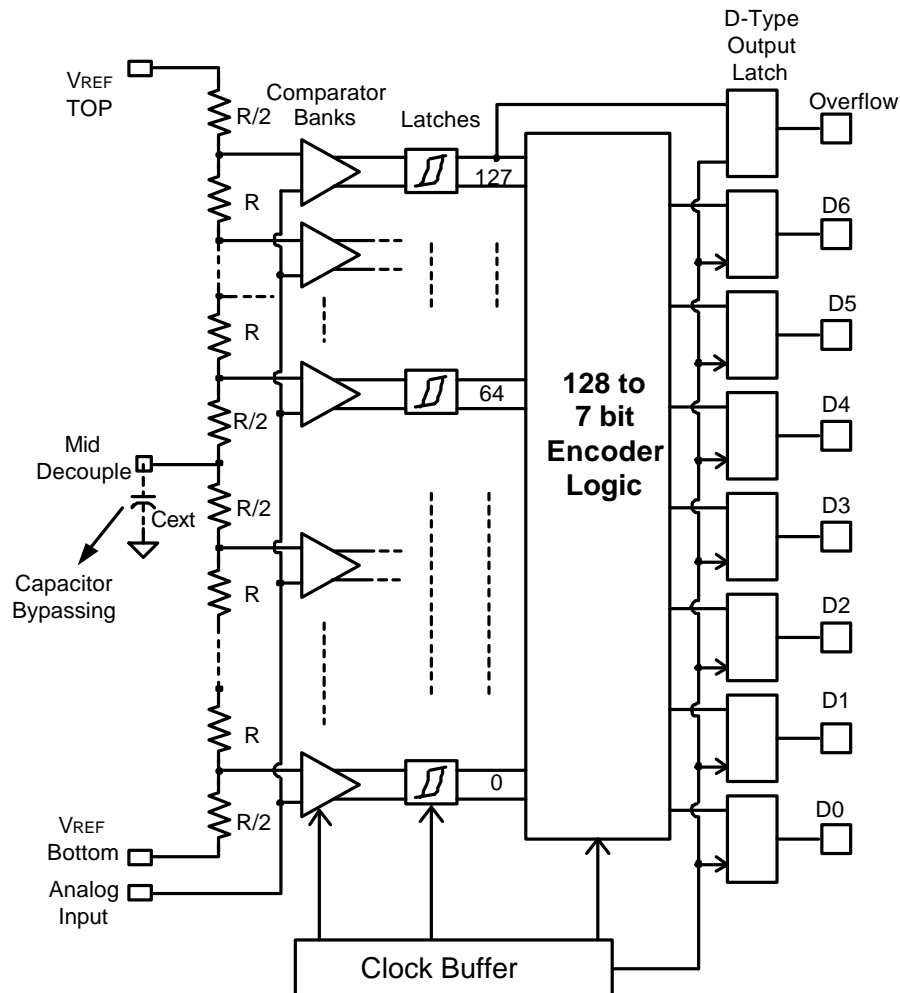 D-Type
Output
Latch
VREF
TOP
Comparator
Banks
Latches
Overflow
R/2
127
R
D6
R
D5
128 to
7 bit
Encoder
Logic
64
D4
R/2
Mid
Decouple
R/2
Cext
D3
Capacitor
Bypassing
R
D2
R
D1
0
R/2
D0
VREF
Bottom
Analog
Input
Clock Buffer